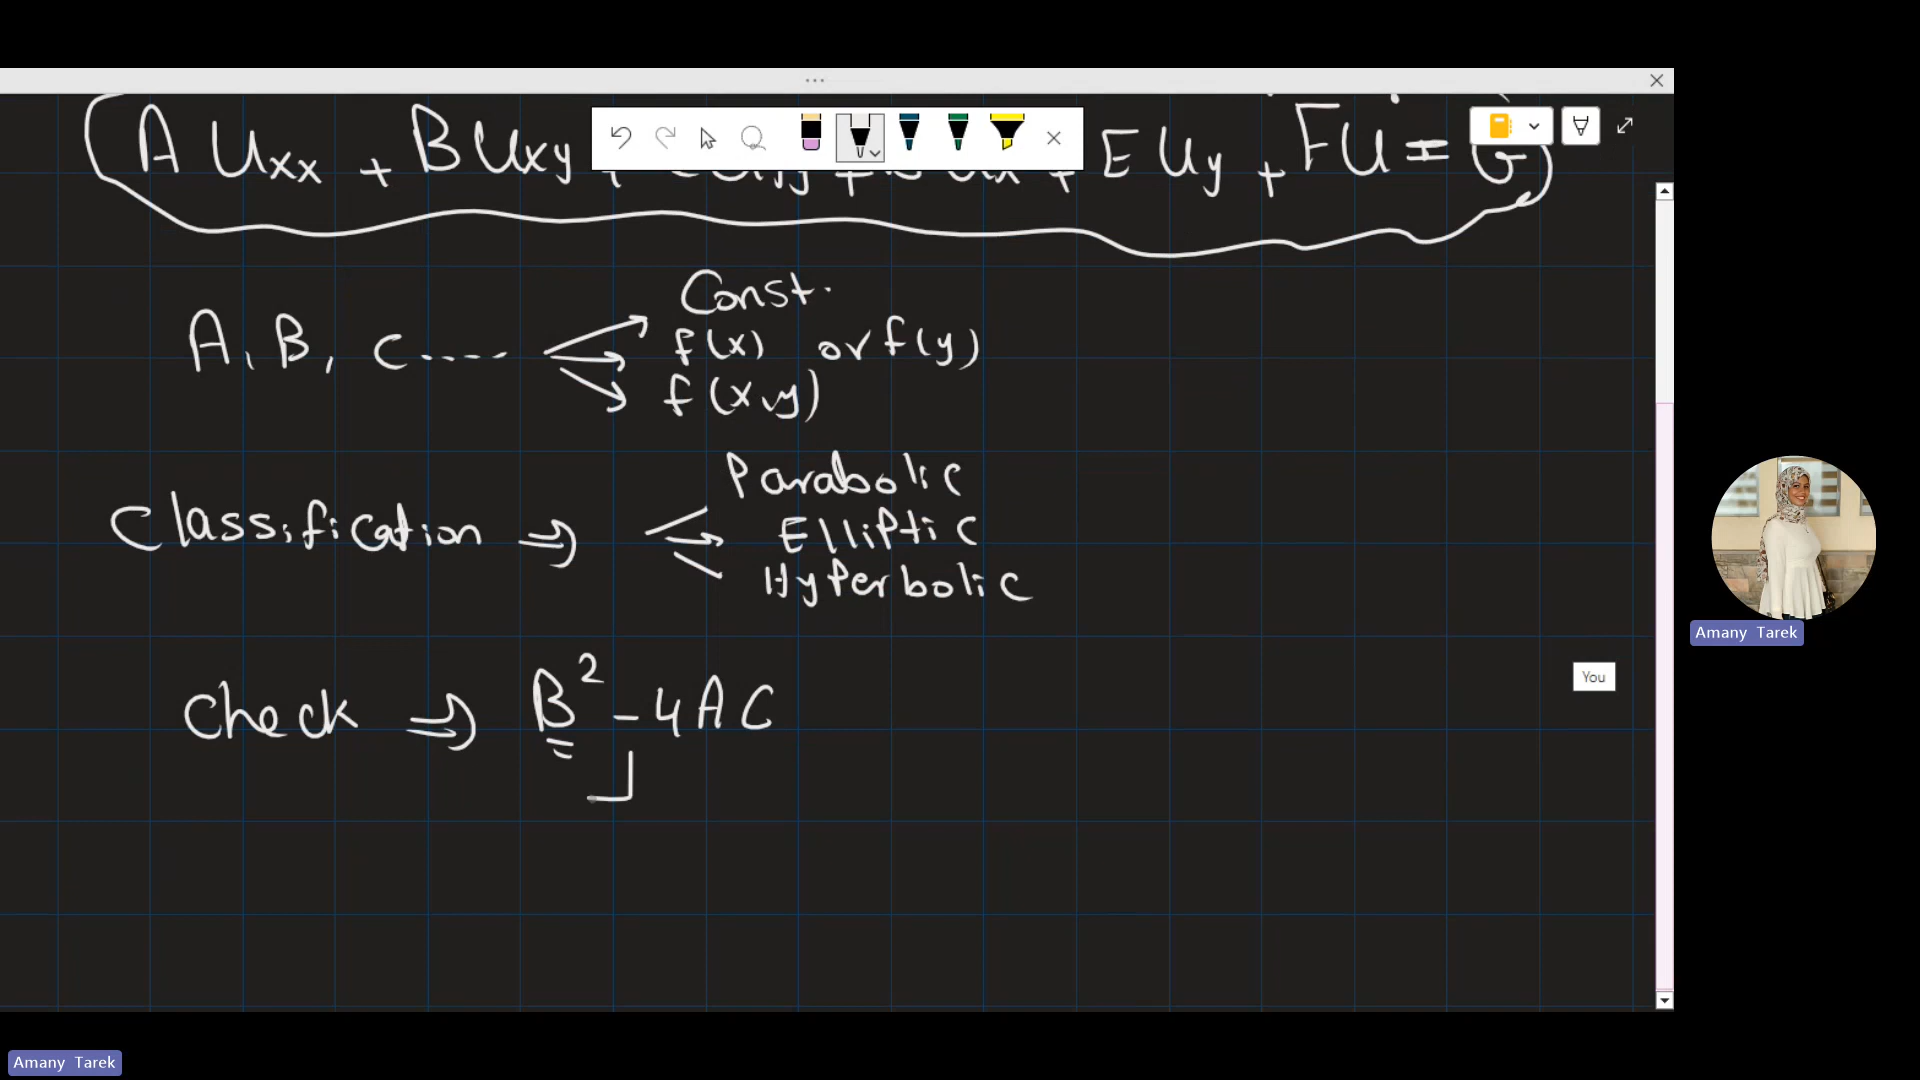 A Uxx + B Uxy + E Uy + FU = G
Const.
A, B, C ---- f(x) or f(y)
f(x,y)
Parabolic
Classification ⇒ Elliptic
Hyperbolic
Check ⇒ B² - 4AC
You
Amany Tarek
Amany Tarek